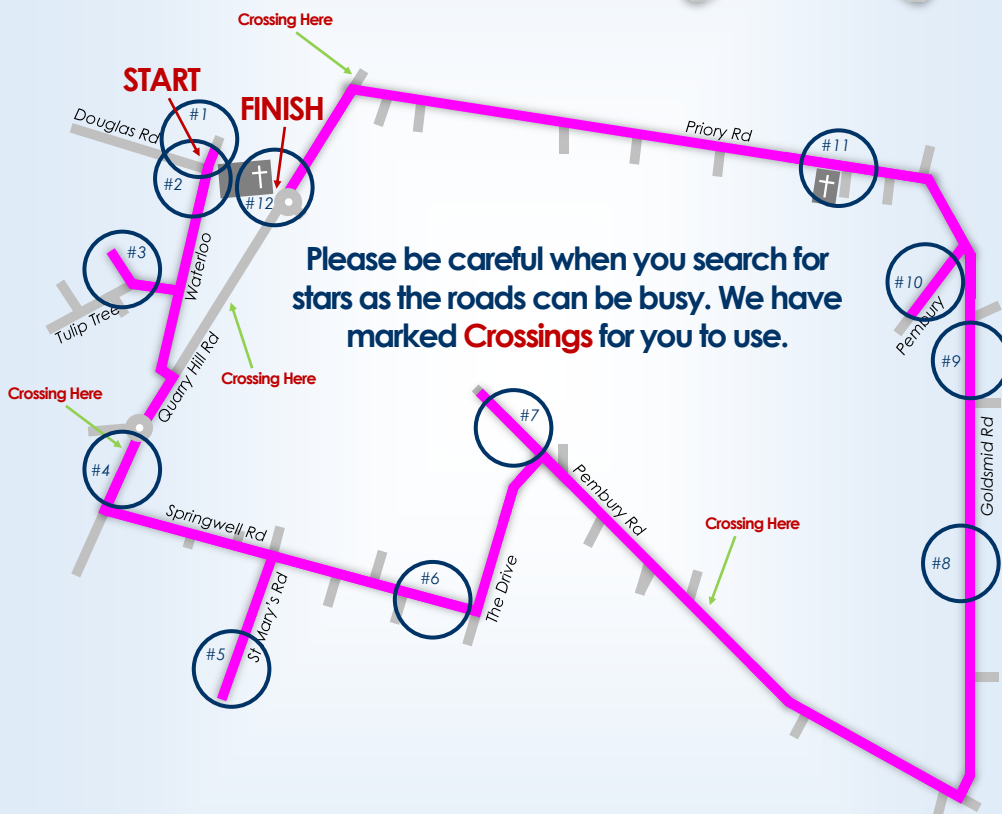 Crossing Here
START
FINISH
#1
Douglas Rd
Priory Rd
#11
#2
#12
#3
Waterloo
Please be careful when you search for
stars as the roads can be busy. We have
marked Crossings for you to use.
#10
Tulip Tree
Pembury
Quarry Hill Rd
#9
Crossing Here
Crossing Here
#7
#4
Goldsmid Rd
Pembury Rd
Springwell Rd
Crossing Here
#8
#6
The Drive
St Mary's Rd
#5